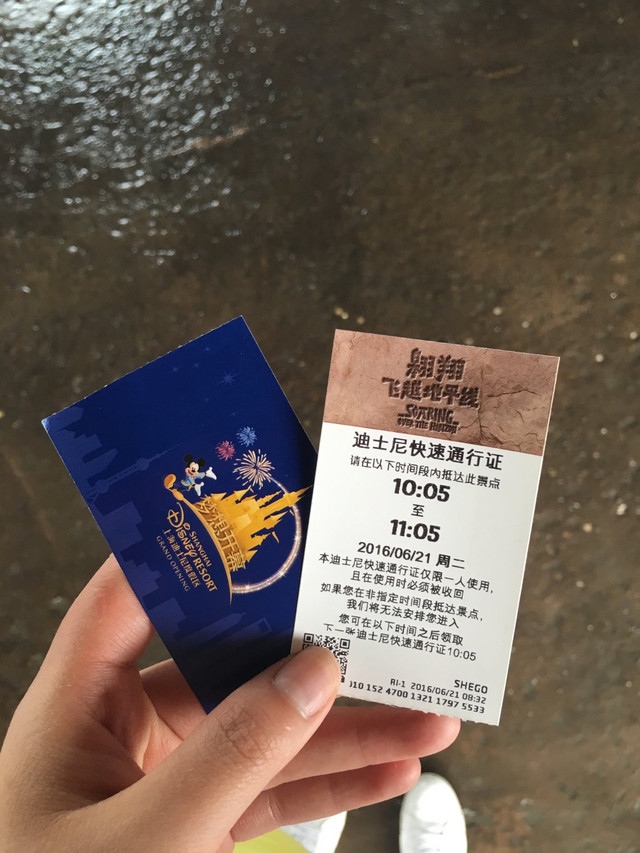 梦想开幕
SHANGHAI
DISNEY RESORT
上海迪士尼度假区
GRAND OPENING
翱翔
飞越地平线
SOARING
OVER THE HORIZON
迪士尼快速通行证
请在以下时间段内抵达此景点
10:05
至
11:05
2016/06/21 周二
本迪士尼快速通行证仅限一人使用,
且在使用时必须被收回
如果您在非指定时间段抵达景点,
我们将无法安排您进入
您可在以下时间之后领取
下一张迪士尼快速通行证10:05
SHEGO
RI-1 2016/06/21 08:32
010 152 4700 1321 1797 5533